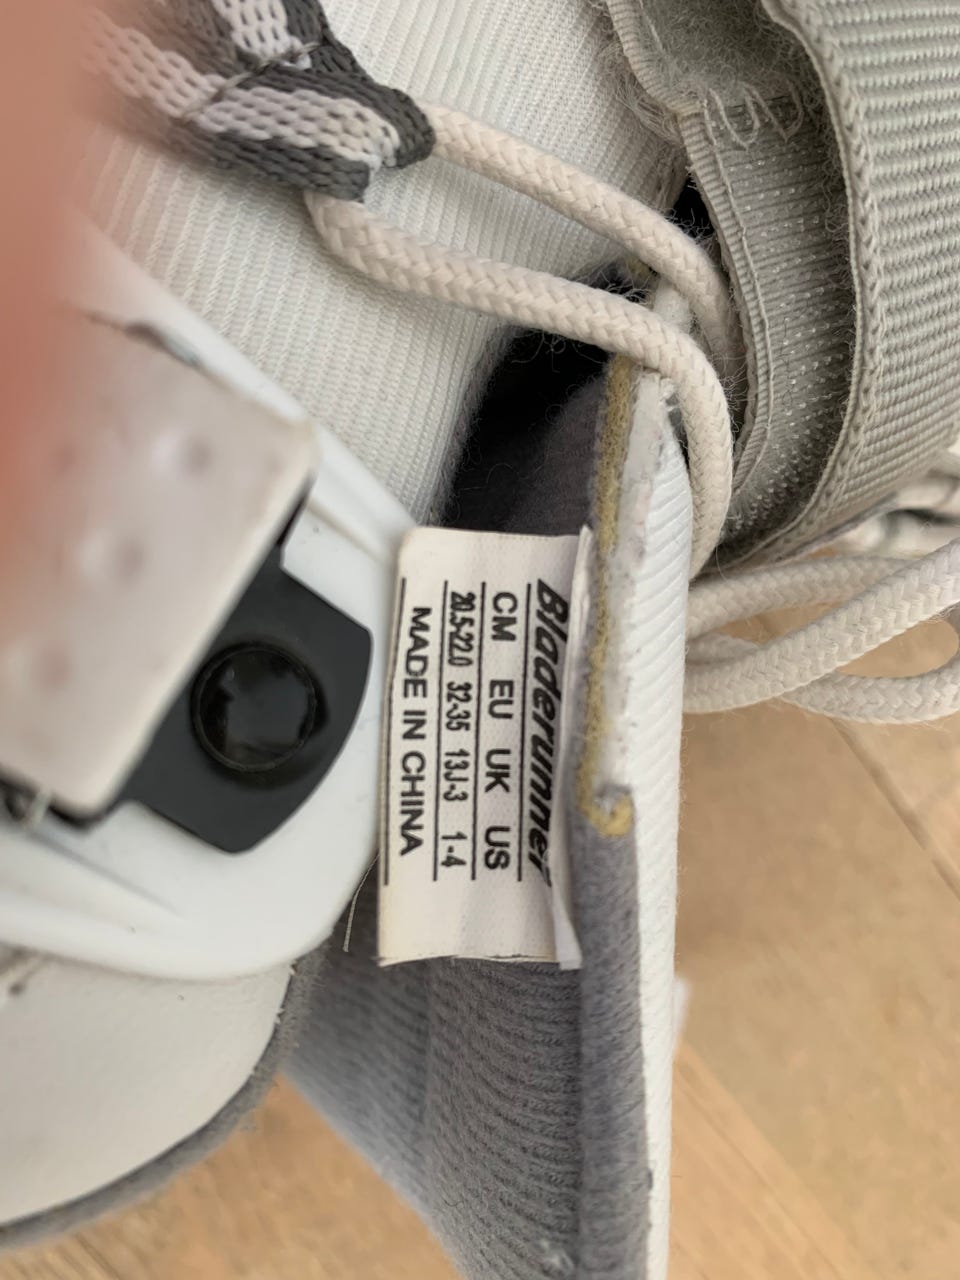 Bladerunner
CM EU UK US
20.5-22.0 32-35 13J-3 1-4
MADE IN CHINA